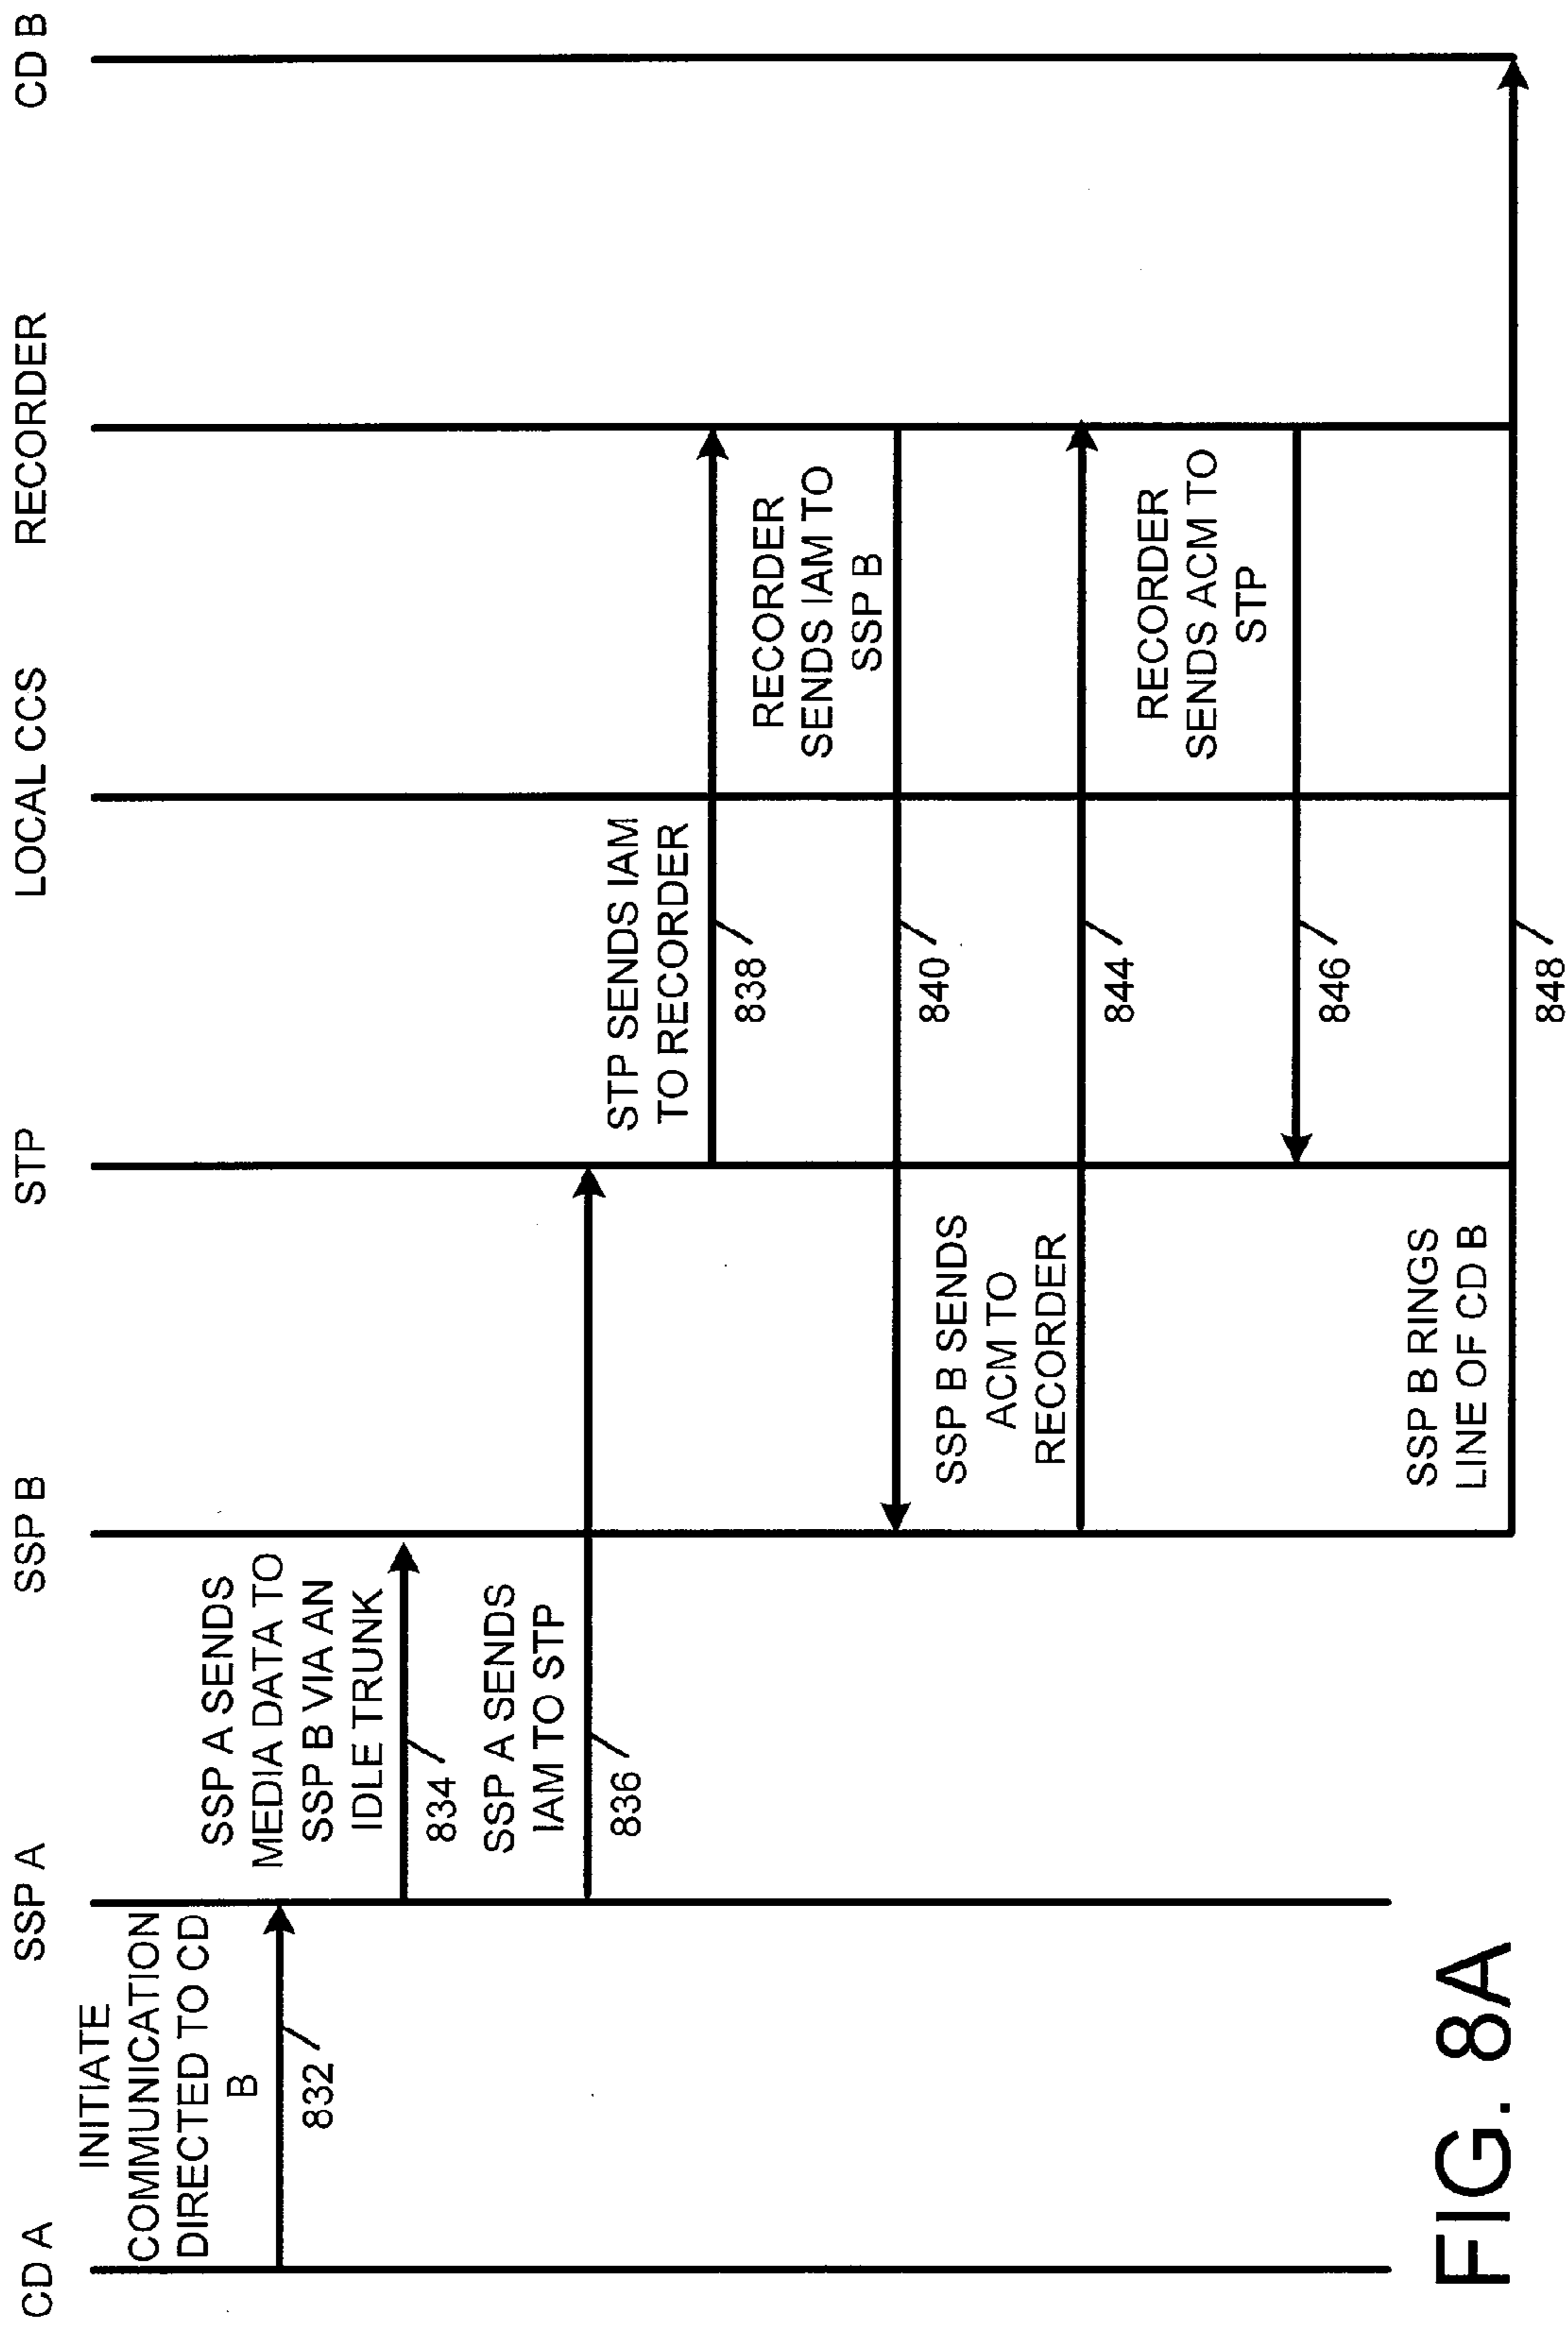 CD A
SSP A
SSP B
STP
LOCAL CCS
RECORDER
CD B
INITIATE
COMMUNICATION
DIRECTED TO CD
B
832
SSP A SENDS
MEDIA DATA TO
SSP B VIA AN
IDLE TRUNK
834
SSP A SENDS
IAM TO STP
836
STP SENDS IAM
TO RECORDER
838
RECORDER
SENDS IAM TO
SSP B
840
SSP B SENDS
ACM TO
RECORDER
844
RECORDER
SENDS ACM TO
STP
846
SSP B RINGS
LINE OF CD B
848
FIG. 8A